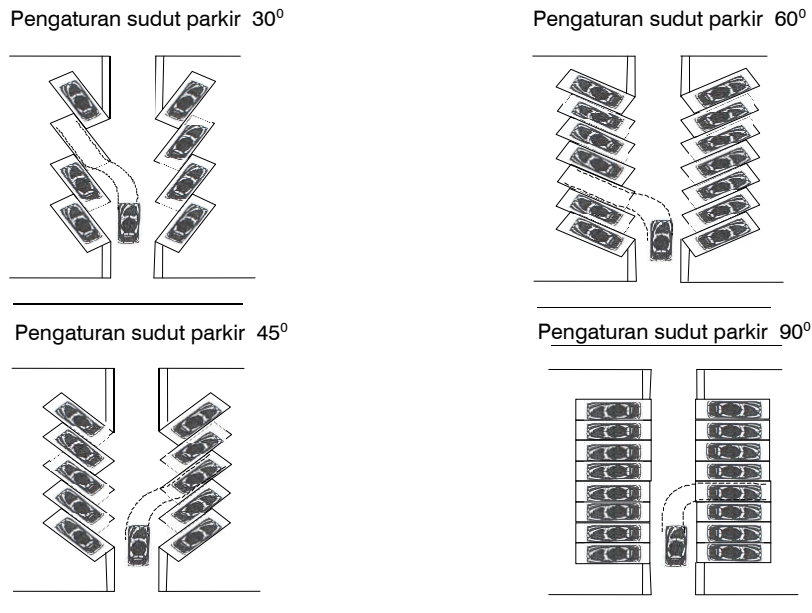 Pengaturan sudut parkir 30⁰
Pengaturan sudut parkir 60⁰
Pengaturan sudut parkir 45⁰
Pengaturan sudut parkir 90⁰